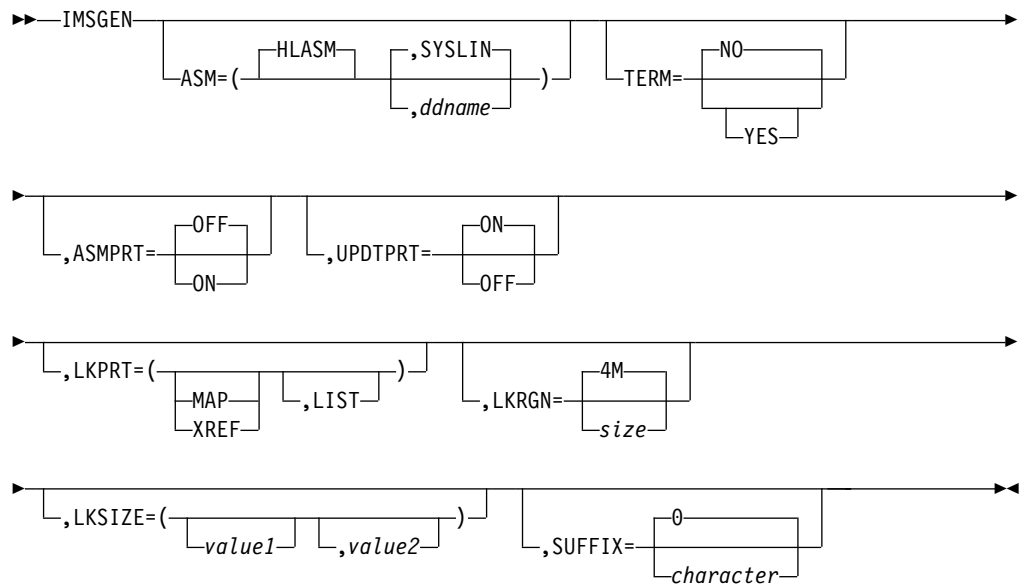 IMSGEN
HLASM ,SYSLIN NO
ASM=( ) TERM=
,ddname YES
OFF ON
,ASMPRT= ,UPDTPRT=
ON OFF
,LKPRT=( ) 4M
MAP ,LIST ,LKRGN=
XREF size
,LKSIZE=( ) 0
value1 ,value2 ,SUFFIX=
character